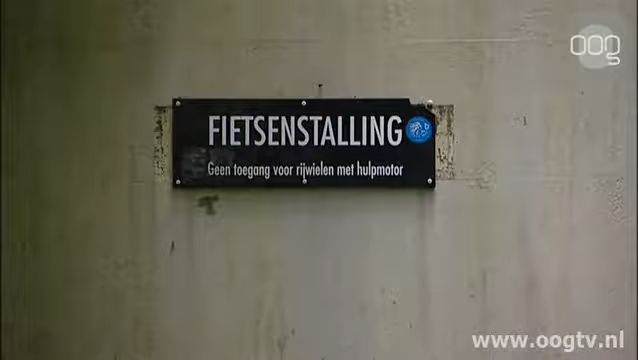 oog
FIETSENSTALLING
Geen toegang voor rijwielen met hulpmotor
www.oogtv.nl